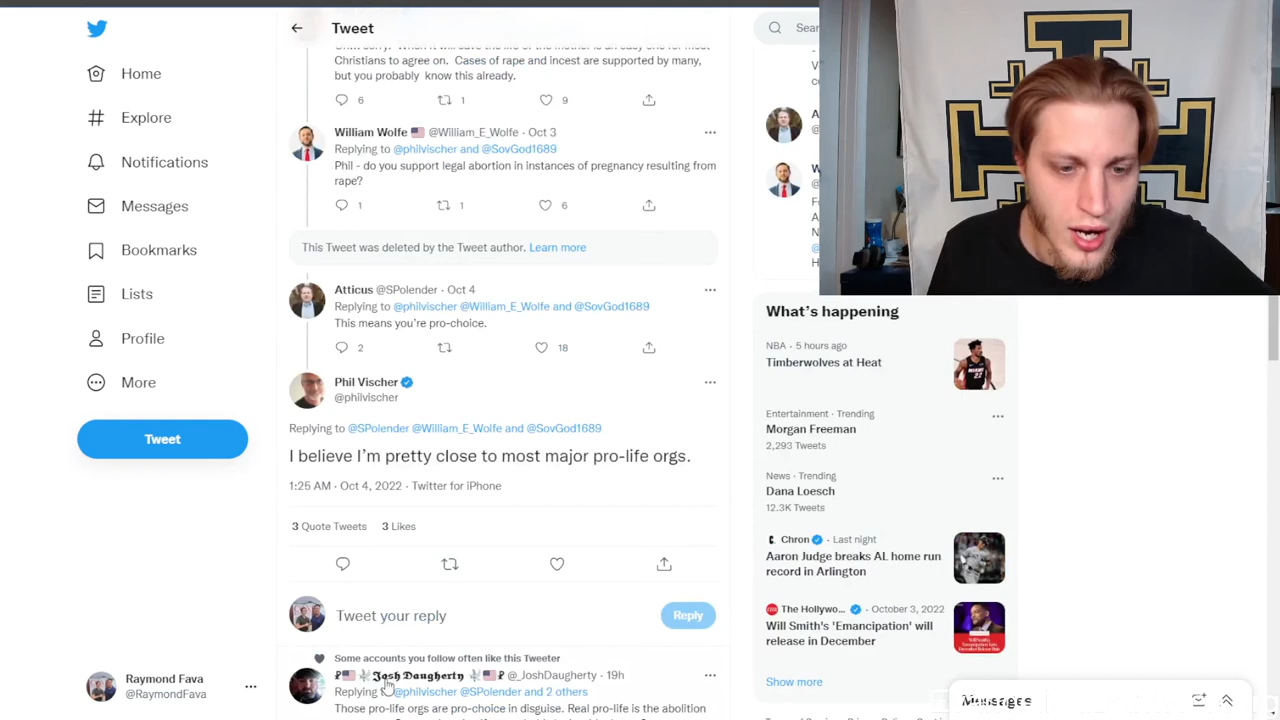 Tweet
Sear
Christians to agree on. Cases of rape and incest are supported by many,
but you probably know this already.
6 1 9
Home
Explore
Notifications
Messages
Bookmarks
Lists
Profile
More
Tweet
Raymond Fava
@RaymondFava
William Wolfe 🇺🇸 @William_E_Wolfe · Oct 3
Replying to @philvischer and @SovGod1689
Phil - do you support legal abortion in instances of pregnancy resulting from
rape?
1 1 6
This Tweet was deleted by the Tweet author. Learn more
Atticus @SPolender · Oct 4
Replying to @philvischer @William_E_Wolfe and @SovGod1689
This means you're pro-choice.
2 18
Phil Vischer
@philvischer
Replying to @SPolender @William_E_Wolfe and @SovGod1689
I believe I'm pretty close to most major pro-life orgs.
1:25 AM · Oct 4, 2022 · Twitter for iPhone
3 Quote Tweets 3 Likes
Tweet your reply
Reply
Some accounts you follow often like this Tweeter
Josh Daugherty @_JoshDaugherty · 19h
Replying @philvischer @SPolender and 2 others
Those pro-life orgs are pro-choice in disguise. Real pro-life is the abolition
What's happening
NBA · 5 hours ago
Timberwolves at Heat
Entertainment · Trending
Morgan Freeman
2,293 Tweets
News · Trending
Dana Loesch
12.3K Tweets
Chron · Last night
Aaron Judge breaks AL home run
record in Arlington
The Hollywo... · October 3, 2022
Will Smith's 'Emancipation' will
release in December
Show more
Messages